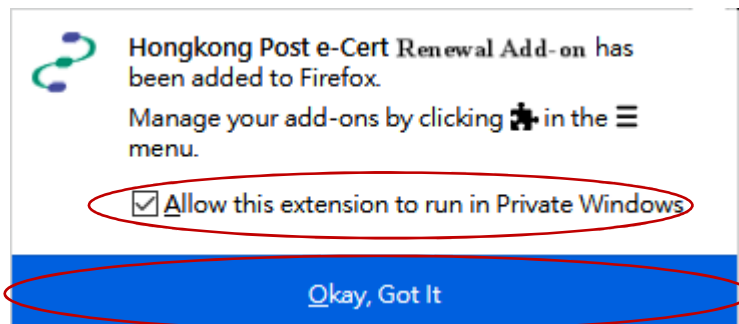 Hongkong Post e-Cert Renewal Add-on has
been added to Firefox.
Manage your add-ons by clicking in the
menu.
Allow this extension to run in Private Windows
Okay, Got It